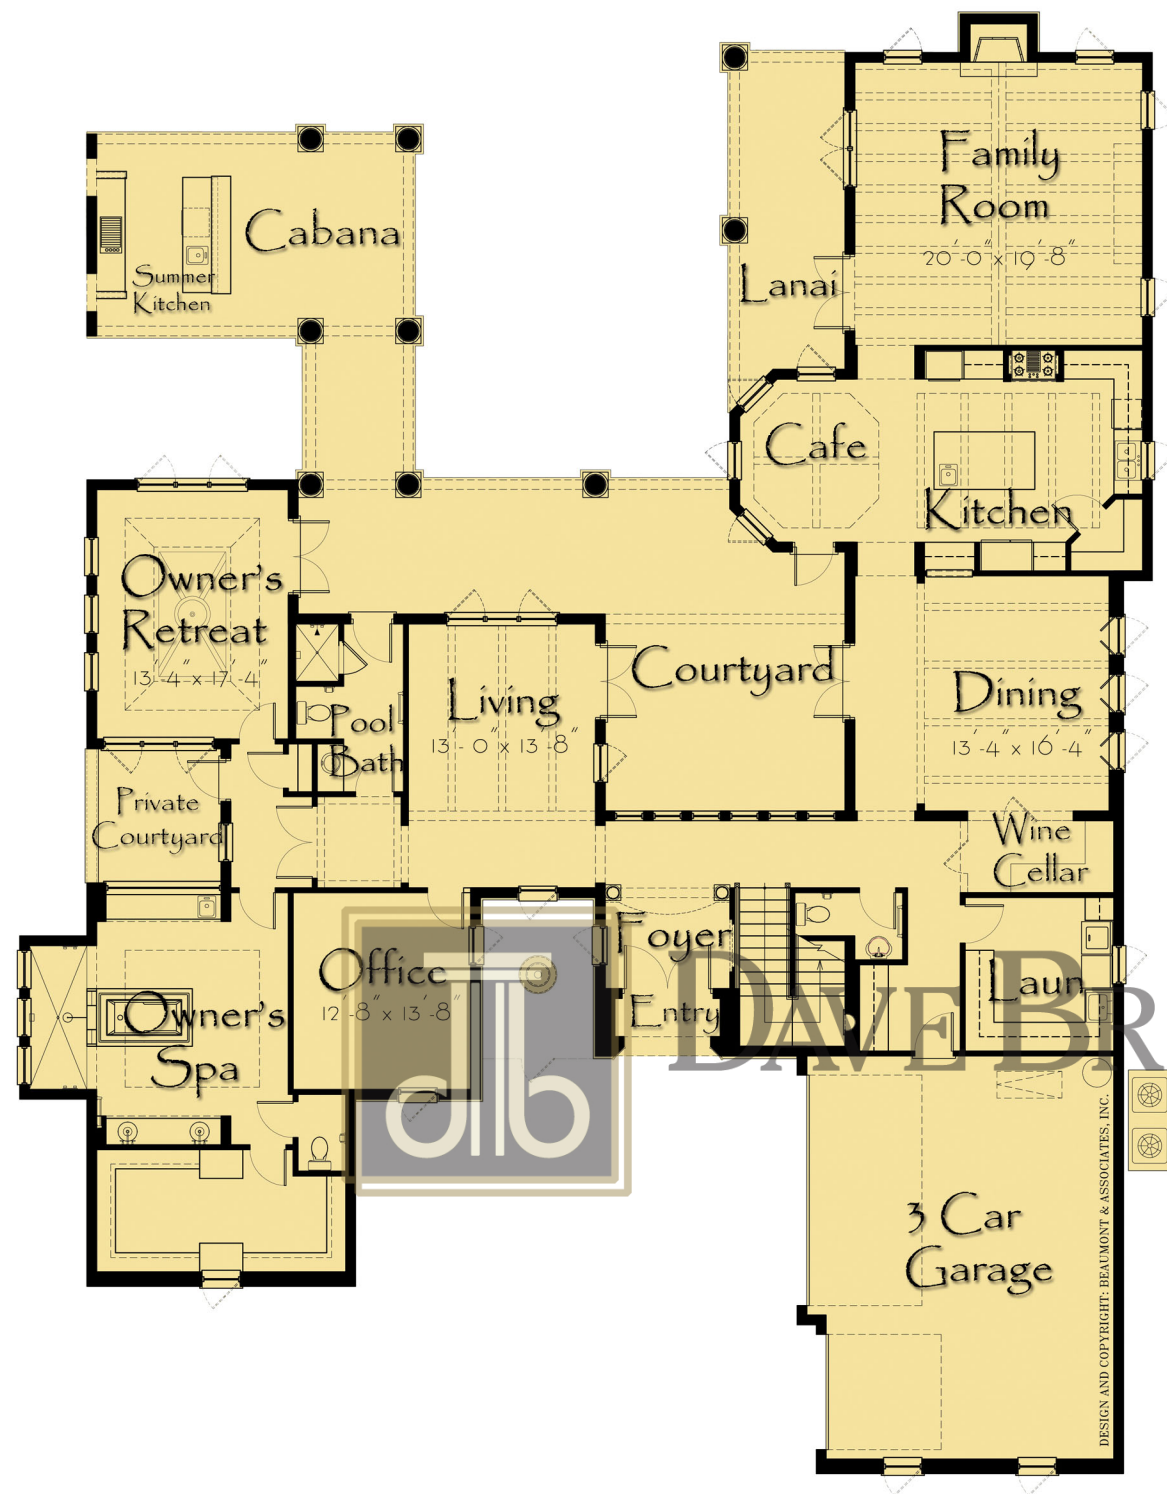 Family
Room
20'-0" x 19'-8"
Cabana
Summer
Kitchen
Lanai
Cafe
Kitchen
Owner's
Retreat
13'-4" x 17'-4"
Pool
Bath
Living
13'-0" x 13'-8"
Courtyard
Dining
13'-4" x 16'-4"
Private
Courtyard
Wine
Cellar
Foyer
Entry
Office
12'-8" x 13'-8"
Owner's
Spa
Laun
DAVE BR
db
3 Car
Garage
DESIGN AND COPYRIGHT: BEAUMONT & ASSOCIATES, INC.